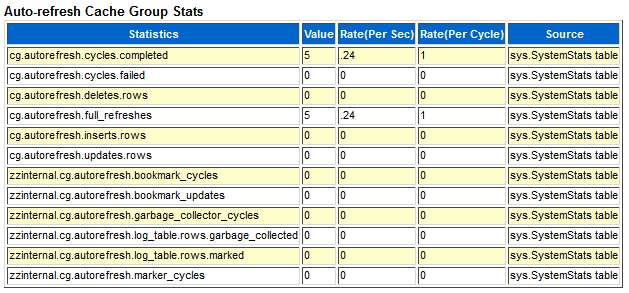 Auto-refresh Cache Group Stats
Statistics Value Rate(Per Sec) Rate(Per Cycle) Source
cg.autorefresh.cycles.completed 5 .24 1 sys.SystemStats table
cg.autorefresh.cycles.failed 0 0 0 sys.SystemStats table
cg.autorefresh.deletes.rows 0 0 0 sys.SystemStats table
cg.autorefresh.full_refreshes 5 .24 1 sys.SystemStats table
cg.autorefresh.inserts.rows 0 0 0 sys.SystemStats table
cg.autorefresh.updates.rows 0 0 0 sys.SystemStats table
zzinternal.cg.autorefresh.bookmark_cycles 0 0 0 sys.SystemStats table
zzinternal.cg.autorefresh.bookmark_updates 0 0 0 sys.SystemStats table
zzinternal.cg.autorefresh.garbage_collector_cycles 0 0 0 sys.SystemStats table
zzinternal.cg.autorefresh.log_table.rows.garbage_collected 0 0 0 sys.SystemStats table
zzinternal.cg.autorefresh.log_table.rows.marked 0 0 0 sys.SystemStats table
zzinternal.cg.autorefresh.marker_cycles 0 0 0 sys.SystemStats table